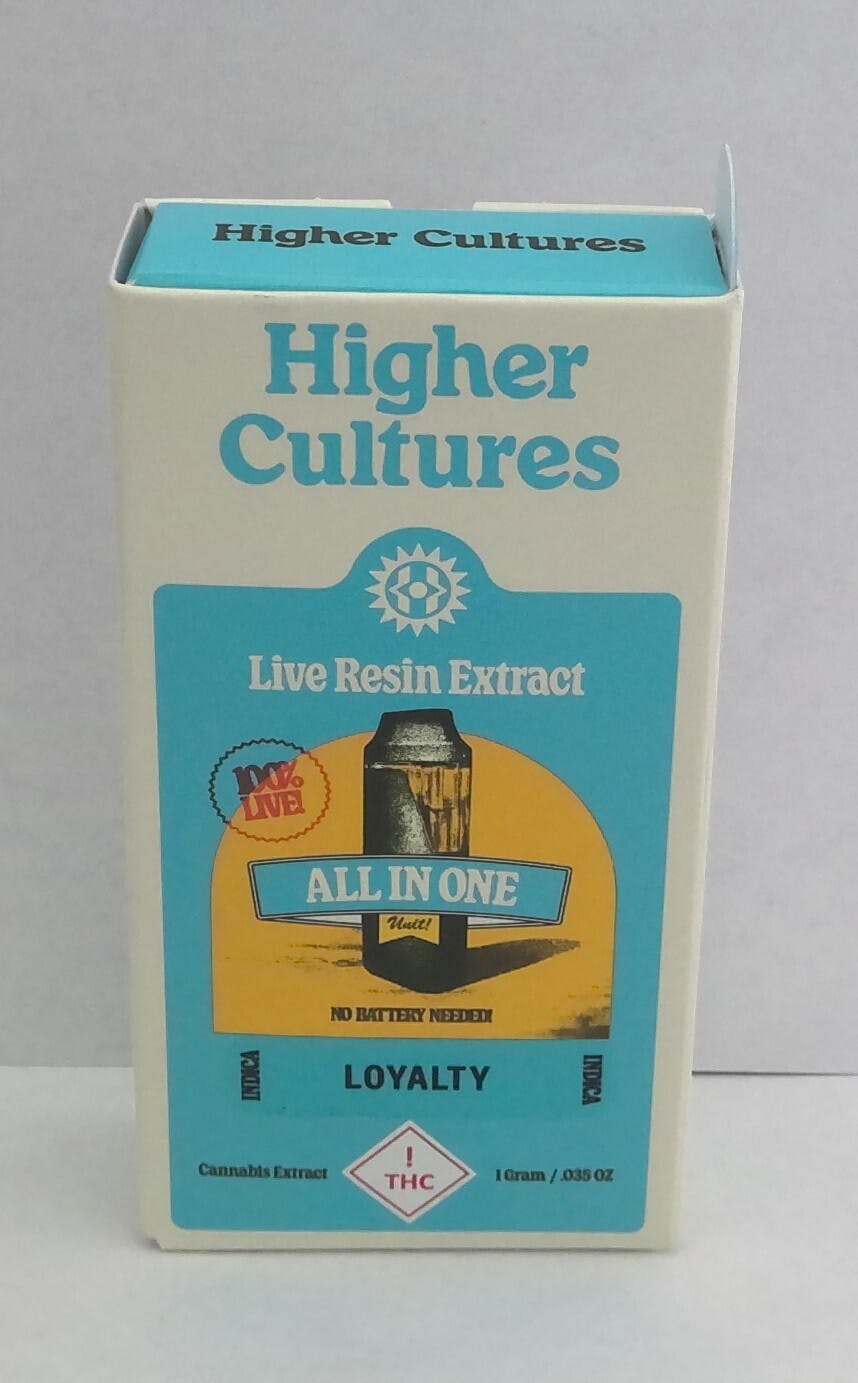 Higher Cultures
Higher
Cultures
Live Resin Extract
100%
LIVE!
ALL IN ONE
Unit!
NO BATTERY NEEDED!
INDICA
LOYALTY
INDICA
Cannabis Extract
!
THC
1 Gram / .035 OZ